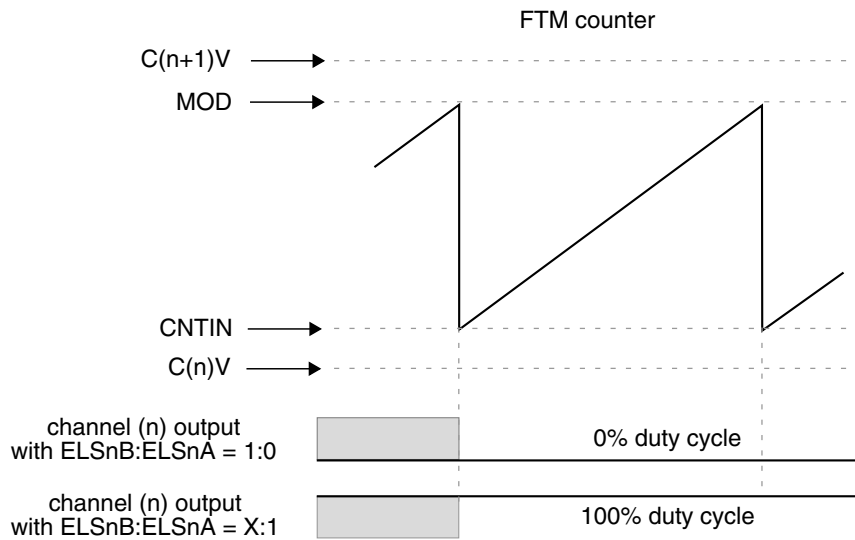 FTM counter
C(n+1)V
MOD
CNTIN
C(n)V
channel (n) output
with ELSnB:ELSnA = 1:0
0% duty cycle
channel (n) output
with ELSnB:ELSnA = X:1
100% duty cycle